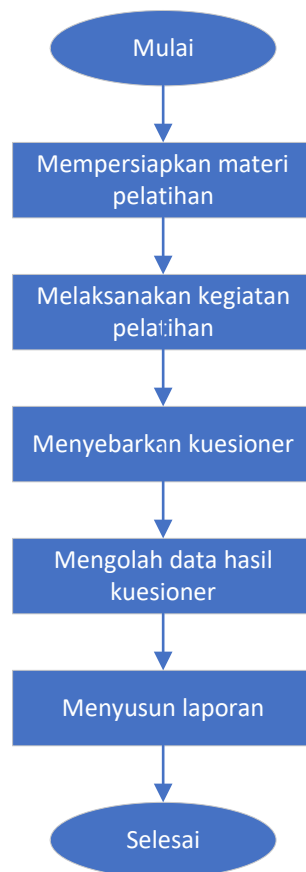 Mulai
Mempersiapkan materi
pelatihan
Melaksanakan kegiatan
pelatihan
Menyebarkan kuesioner
Mengolah data hasil
kuesioner
Menyusun laporan
Selesai